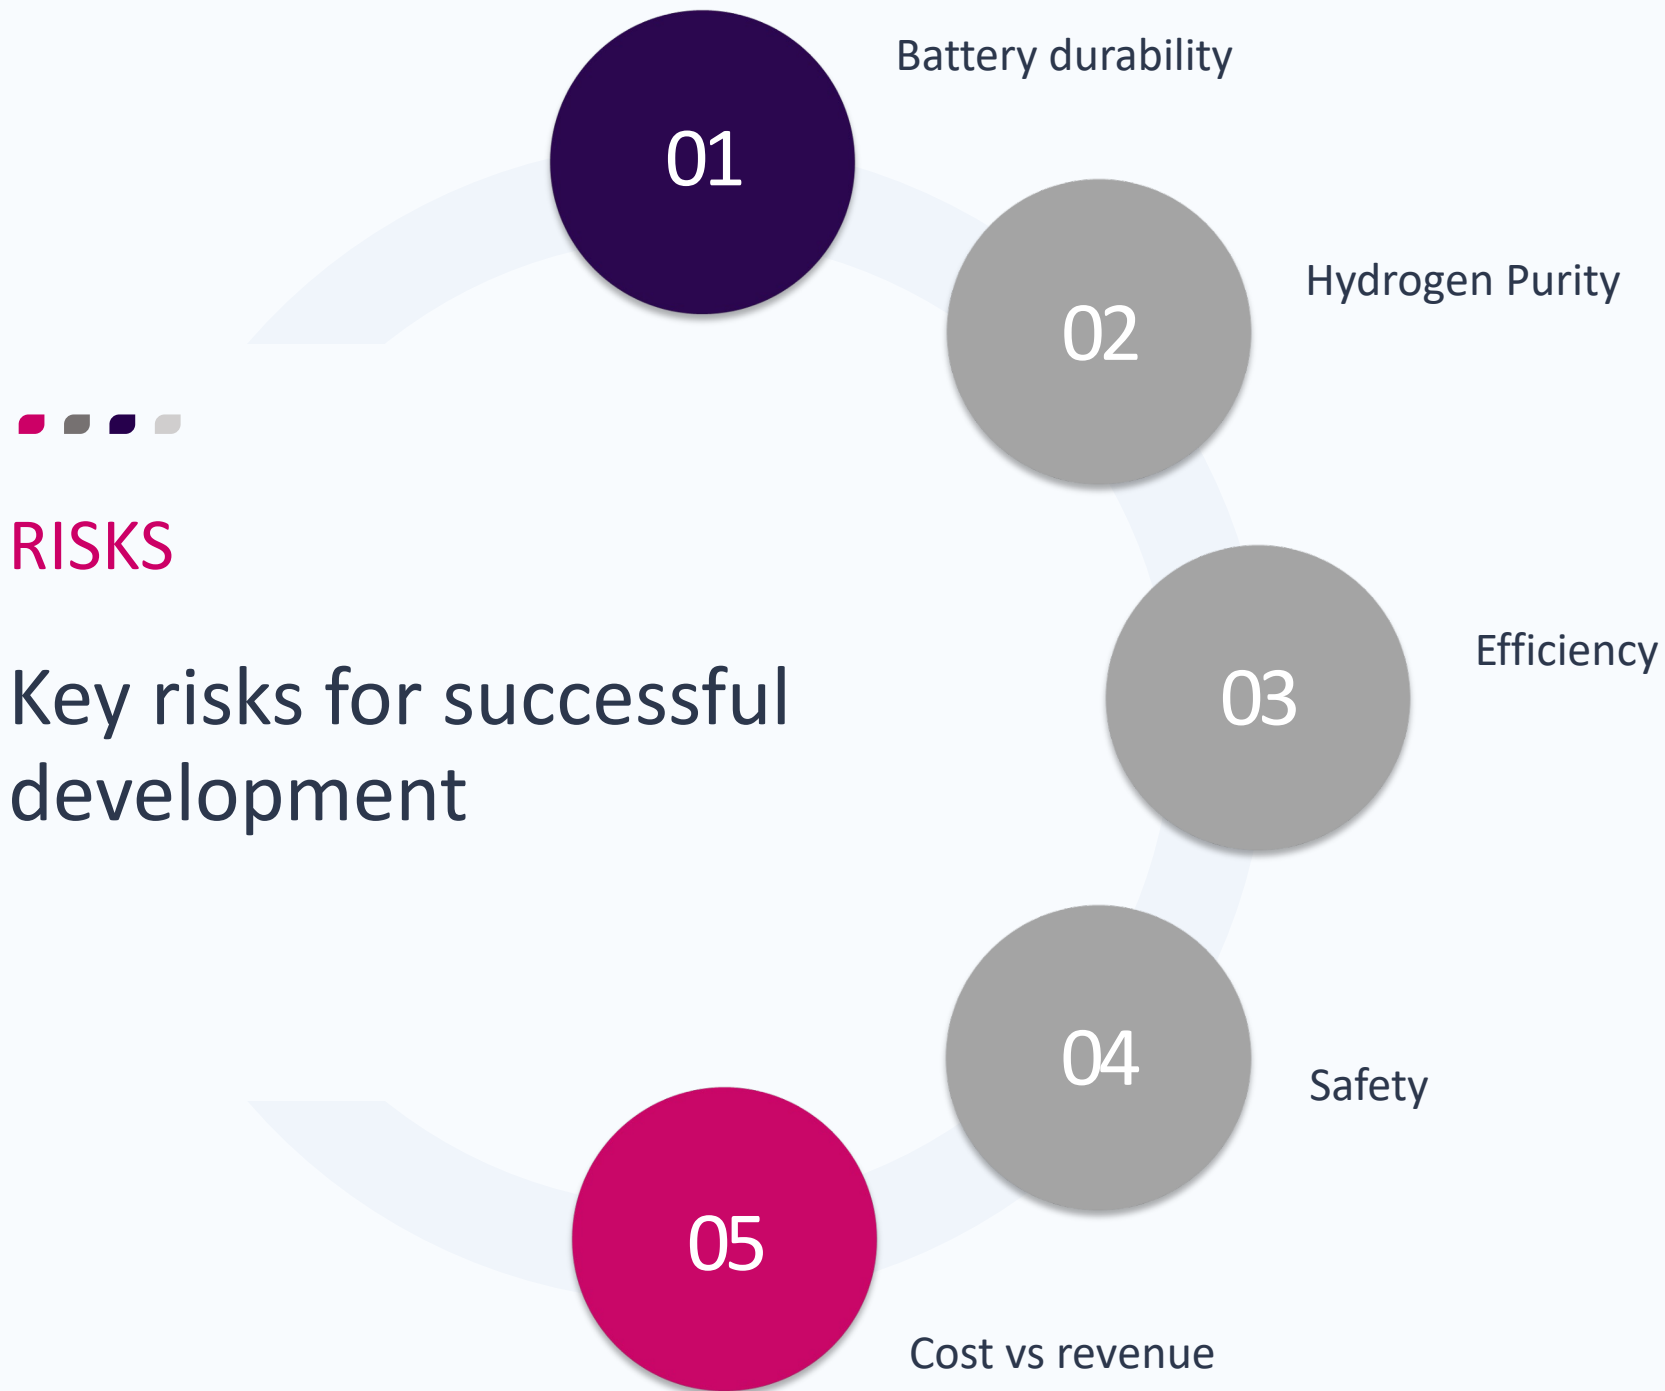 RISKS
Key risks for successful
development
01
Battery durability
02
Hydrogen Purity
03
Efficiency
04
Safety
05
Cost vs revenue